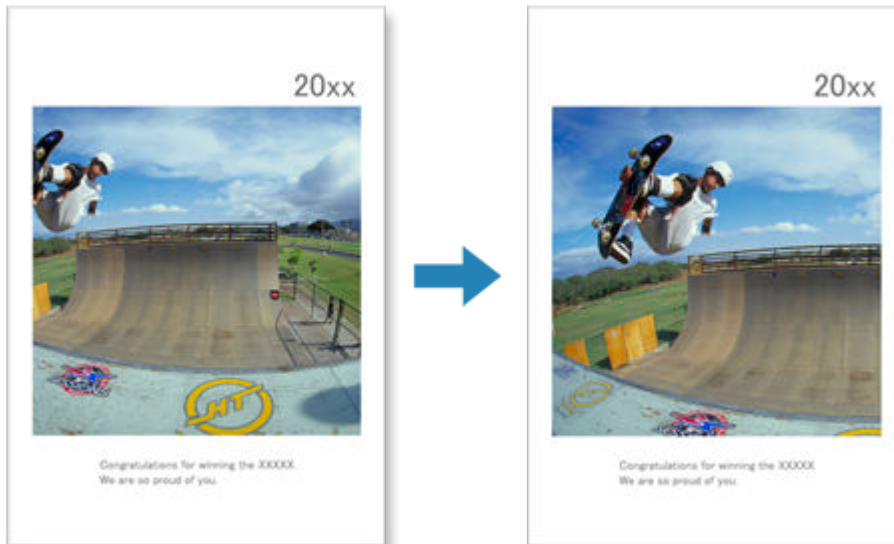 20xx
HT
Congratulations for winning the XXXXX
We are so proud of you.
20xx
Congratulations for winning the XXXXX
We are so proud of you.